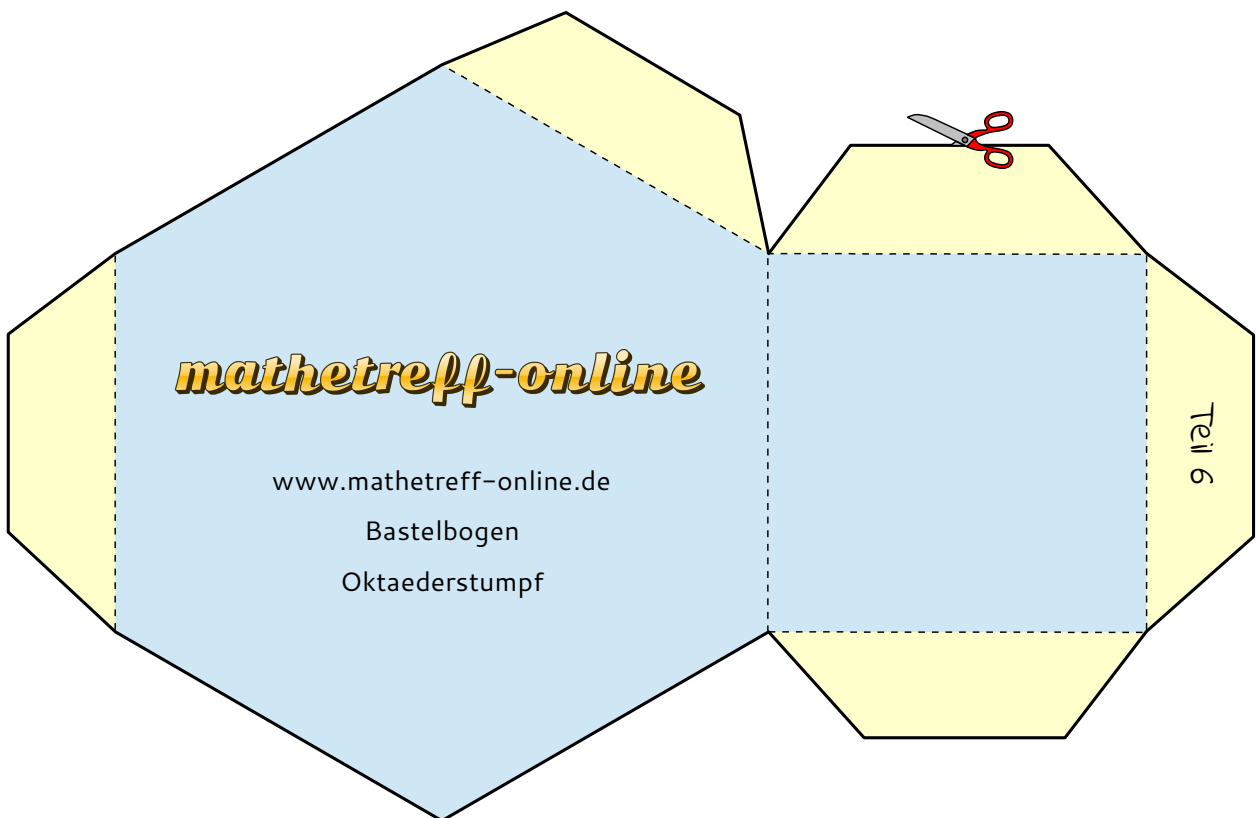 mathetreff-online
www.mathetreff-online.de
Bastelbogen
Oktaederstumpf
Teil 6